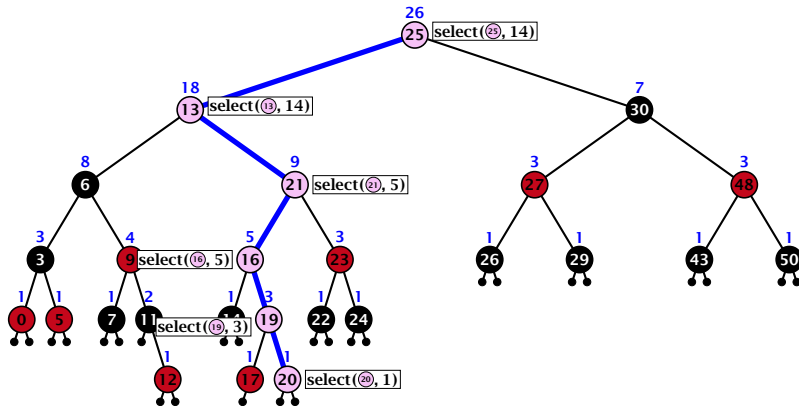 26
25 select(25, 14)
18 7
13 select(13, 14) 30
8 9 3 3
6 21 select(21, 5) 27 48
3 4 5 3 1 1 1 1
3 9 select(16, 5) 16 23 26 29 43 50
1 1 1 2 1 3 1 1
0 5 7 11 19 22 24
select(19, 3)
1 1 1
12 17 20 select(20, 1)